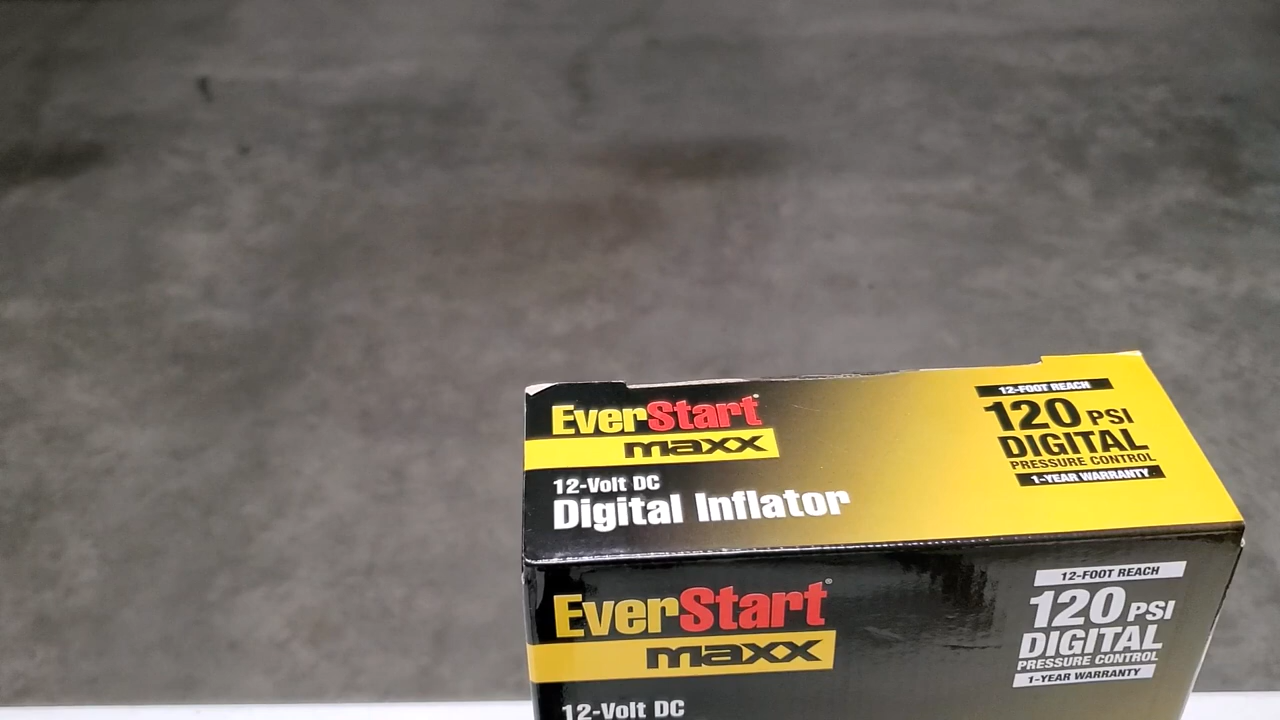 EverStart®
maxx
12-Volt DC
Digital Inflator
12-FOOT REACH
120 PSI
DIGITAL
PRESSURE CONTROL
1-YEAR WARRANTY
EverStart®
maxx
12-Volt DC
12-FOOT REACH
120 PSI
DIGITAL
PRESSURE CONTROL
1-YEAR WARRANTY